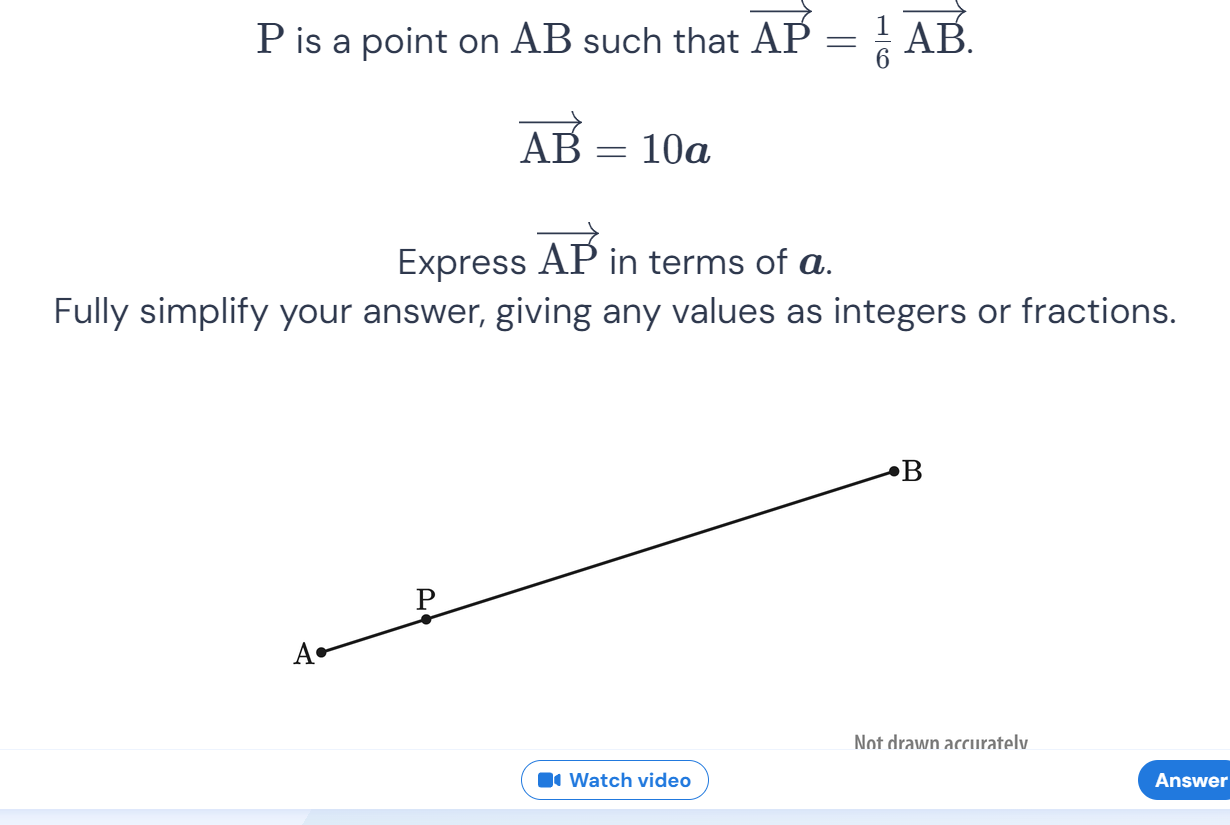 P is a point on AB such that $\overrightarrow{AP} = \frac{1}{6} \overrightarrow{AB}$.
$\overrightarrow{AB} = 10\boldsymbol{a}$
Express $\overrightarrow{AP}$ in terms of $\boldsymbol{a}$.
Fully simplify your answer, giving any values as integers or fractions.
B
P
A
Not drawn accurately
Watch video
Answer